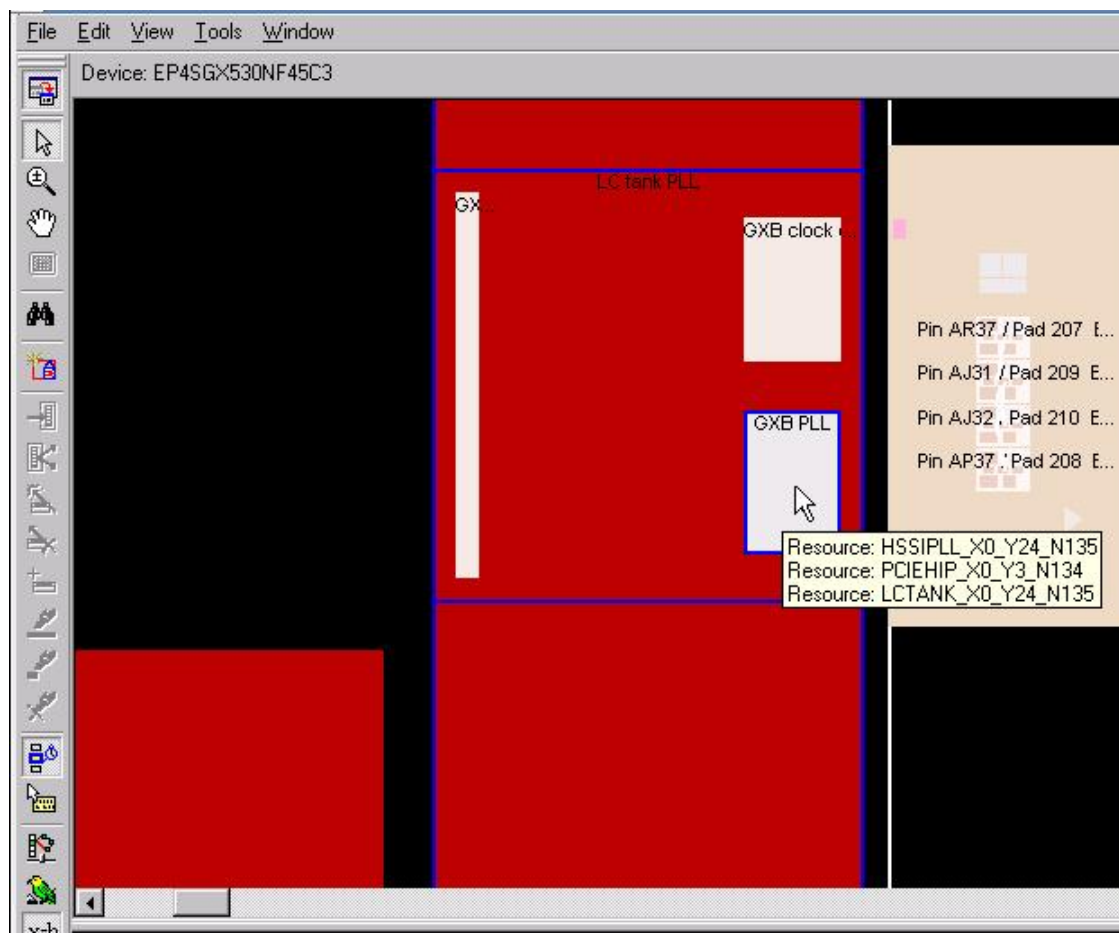 File Edit View Tools Window
Device: EP4SGX530NF45C3
LC tank PLL
GX...
GXB clock c...
Pin AR37 / Pad 207 E...
Pin AJ31 / Pad 209 E...
GXB PLL
Pin AJ32 . Pad 210 E...
Pin AP37 .' Pad 208 E...
Resource: HSSIPLL_X0_Y24_N135
Resource: PCIEHIP_X0_Y3_N134
Resource: LCTANK_X0_Y24_N135